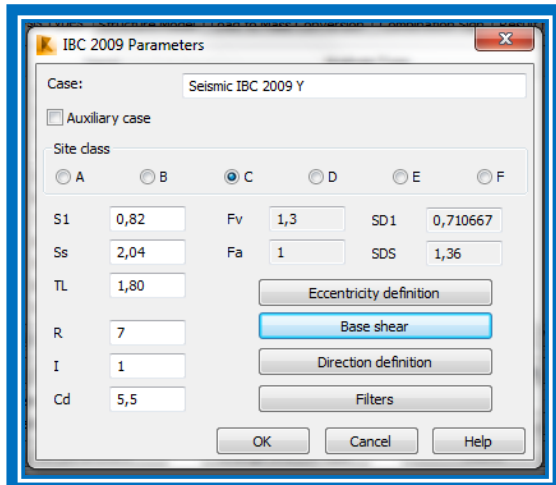 IBC 2009 Parameters
Case: Seismic IBC 2009 Y
Auxiliary case
Site class
A B C D E F
S1 0,82 Fv 1,3 SD1 0,710667
Ss 2,04 Fa 1 SDS 1,36
TL 1,80
Eccentricity definition
R 7 Base shear
I 1 Direction definition
Cd 5,5 Filters
OK Cancel Help